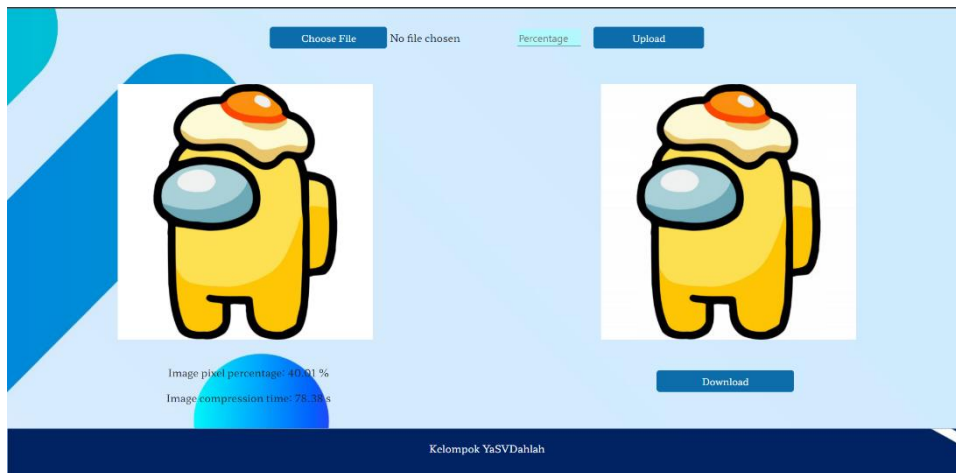 Choose File No file chosen Percentage Upload
Image pixel percentage: 40.01 %
Image compression time: 78.38 s
Download
Kelompok YaSVDahlah